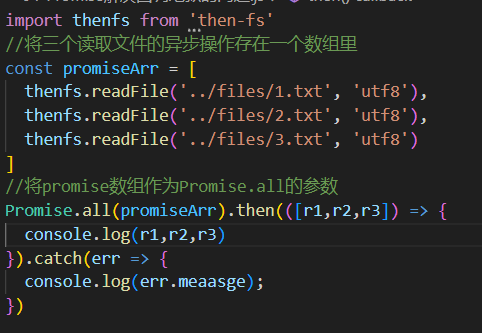 import thenfs from 'then-fs'
//将三个读取文件的异步操作存在一个数组里
const promiseArr = [
  thenfs.readFile('../files/1.txt', 'utf8'),
  thenfs.readFile('../files/2.txt', 'utf8'),
  thenfs.readFile('../files/3.txt', 'utf8')
]
//将promise数组作为Promise.all的参数
Promise.all(promiseArr).then(([r1,r2,r3]) => {
  console.log(r1,r2,r3)
}).catch(err => {
  console.log(err.meaasge);
})